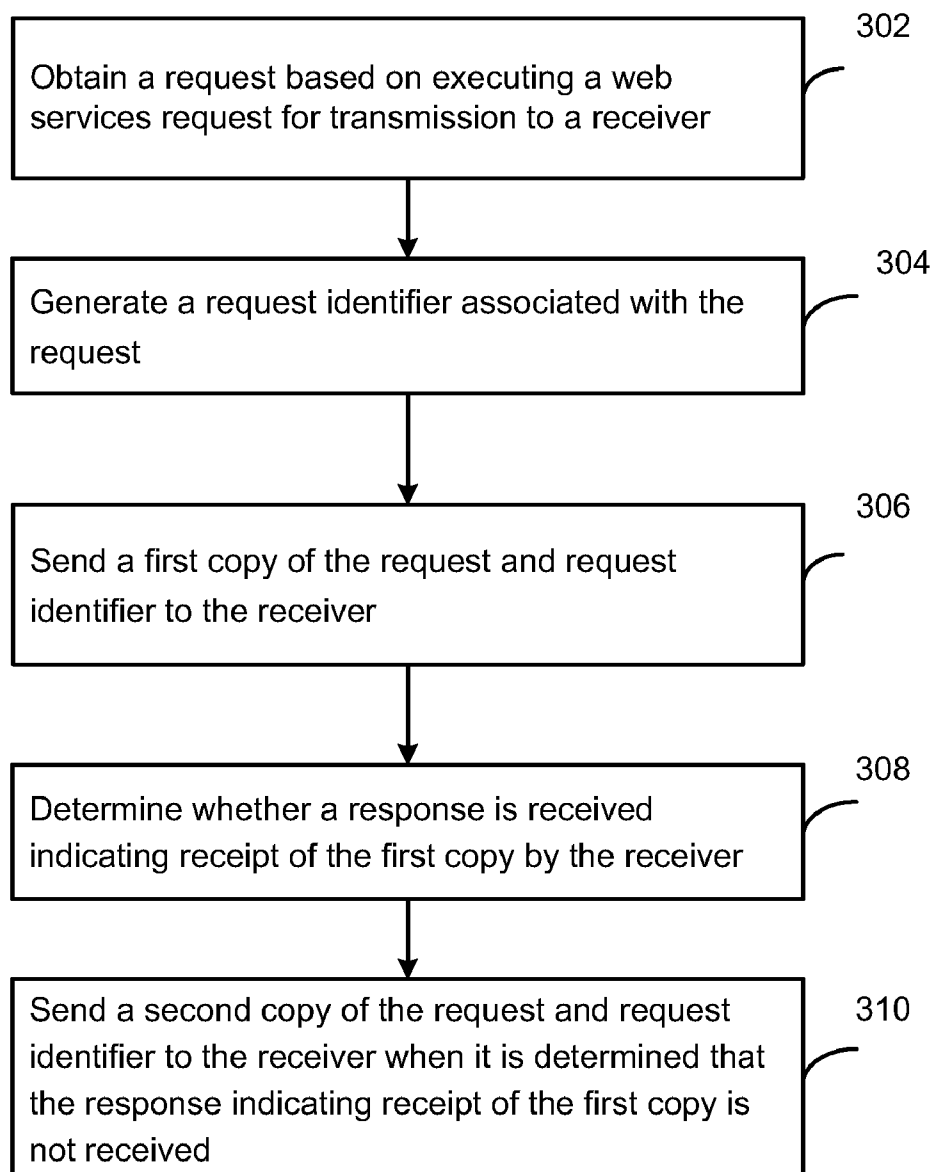 302
Obtain a request based on executing a web
services request for transmission to a receiver
304
Generate a request identifier associated with the
request
306
Send a first copy of the request and request
identifier to the receiver
308
Determine whether a response is received
indicating receipt of the first copy by the receiver
310
Send a second copy of the request and request
identifier to the receiver when it is determined that
the response indicating receipt of the first copy is
not received